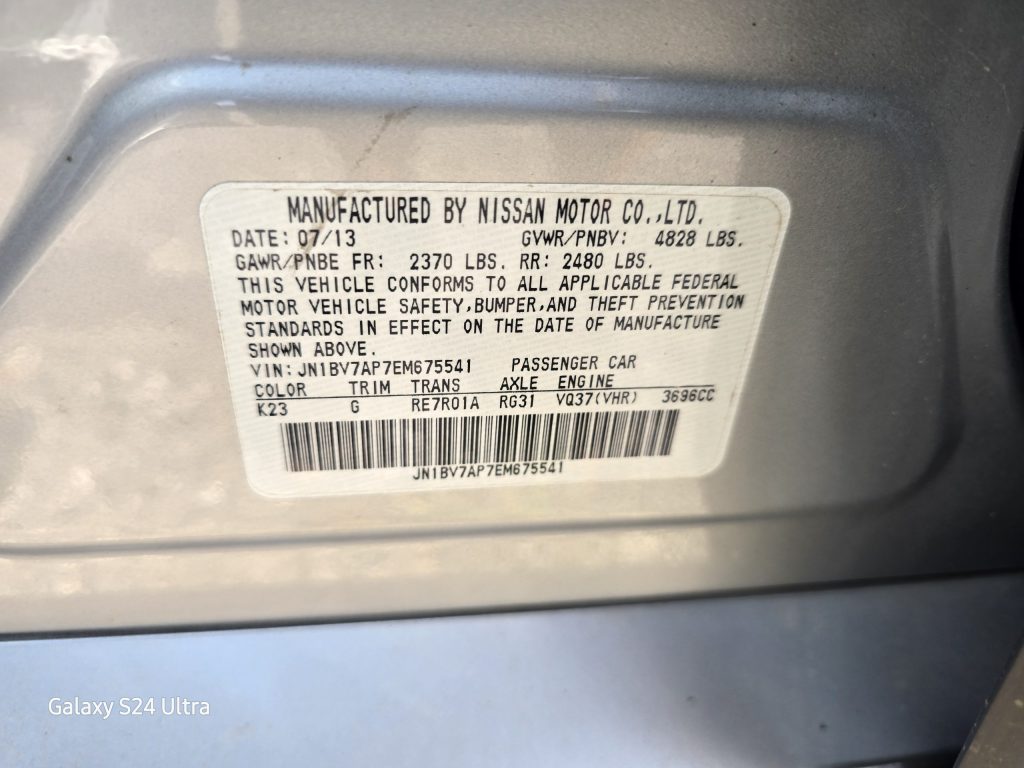 MANUFACTURED BY NISSAN MOTOR CO.,LTD.
DATE: 07/13 GVWR/PNBV: 4828 LBS.
GAWR/PNBE FR: 2370 LBS. RR: 2480 LBS.
THIS VEHICLE CONFORMS TO ALL APPLICABLE FEDERAL
MOTOR VEHICLE SAFETY,BUMPER,AND THEFT PREVENTION
STANDARDS IN EFFECT ON THE DATE OF MANUFACTURE
SHOWN ABOVE.
VIN: JN1BV7AP7EM675541 PASSENGER CAR
COLOR TRIM TRANS AXLE ENGINE
K23 G RE7R01A RG31 VQ37(VHR) 3696CC
JN1BV7AP7EM675541
Galaxy S24 Ultra